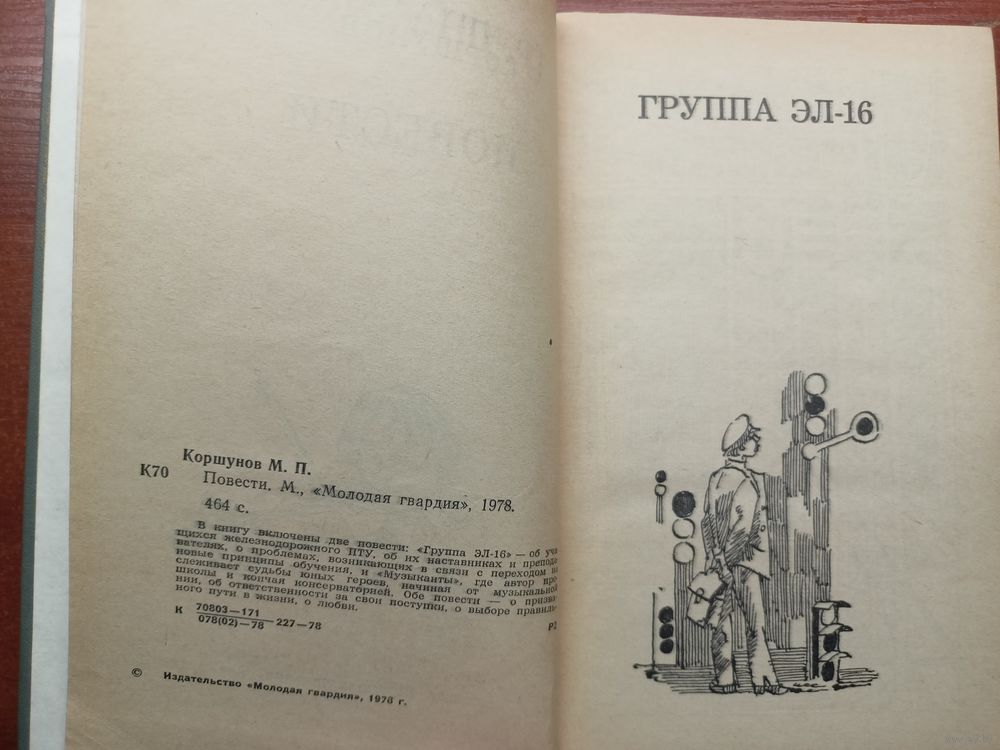 Коршунов М. П.
К70
Повести. М., «Молодая гвардия», 1978.
464 с.
В книгу включены две повести: «Группа ЭЛ-16» — об уча
щихся железнодорожного ПТУ, об их наставниках и препода
вателях, о проблемах, возникающих в связи с переходом на
новые принципы обучения, и «Музыканты», где автор про
слеживает судьбы юных героев, начиная от музыкальной
школы и кончая консерваторией. Обе повести — о призва
нии, об ответственности за свои поступки, о выборе правиль
ного пути в жизни, о любви.
К 70803—171
078(02)—78 227—78
© Издательство «Молодая гвардия», 1978 г.
ГРУППА ЭЛ-16